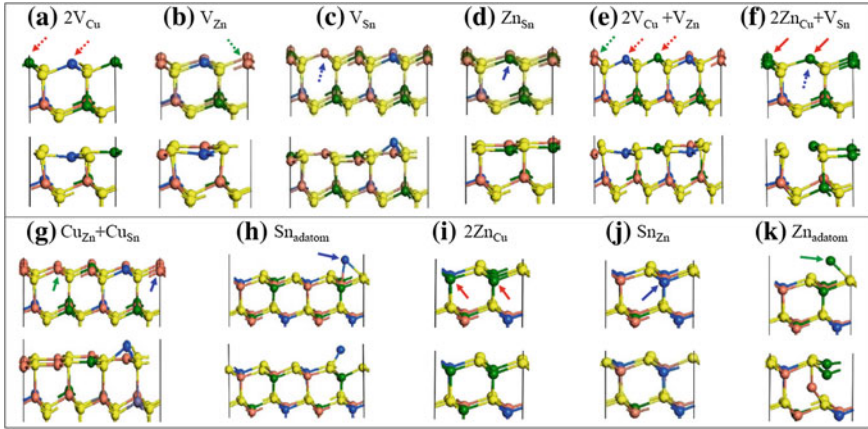 (a) 2V_Cu (b) V_Zn (c) V_Sn (d) Zn_Sn (e) 2V_Cu +V_Zn (f) 2Zn_Cu+V_Sn
(g) Cu_Zn+Cu_Sn (h) Sn_adatom (i) 2Zn_Cu (j) Sn_Zn (k) Zn_adatom